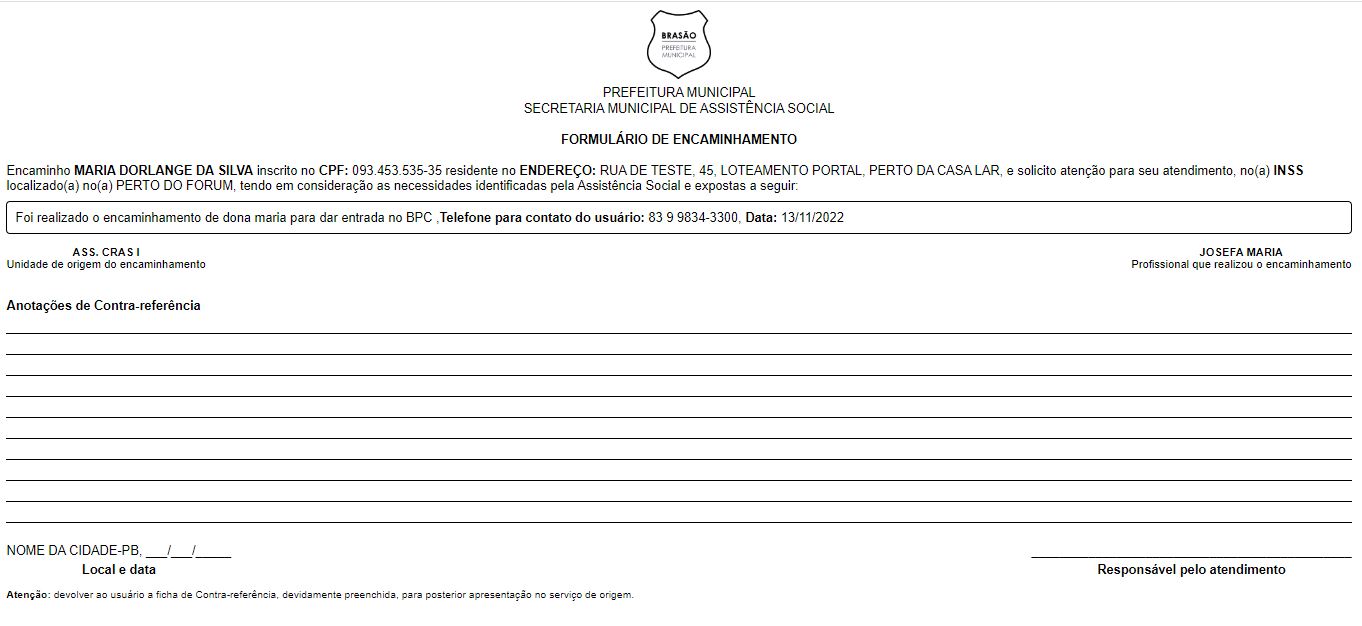 BRASÃO
PREFEITURA
MUNICIPAL
PREFEITURA MUNICIPAL
SECRETARIA MUNICIPAL DE ASSISTÊNCIA SOCIAL
FORMULÁRIO DE ENCAMINHAMENTO
Encaminho MARIA DORLANGE DA SILVA inscrito no CPF: 093.453.535-35 residente no ENDEREÇO: RUA DE TESTE, 45, LOTEAMENTO PORTAL, PERTO DA CASA LAR, e solicito atenção para seu atendimento, no(a) INSS
localizado(a) no(a) PERTO DO FORUM, tendo em consideração as necessidades identificadas pela Assistência Social e expostas a seguir:
Foi realizado o encaminhamento de dona maria para dar entrada no BPC ,Telefone para contato do usuário: 83 9 9834-3300, Data: 13/11/2022
ASS. CRAS I
Unidade de origem do encaminhamento
JOSEFA MARIA
Profissional que realizou o encaminhamento
Anotações de Contra-referência
NOME DA CIDADE-PB, ___/___/_____
Local e data
Responsável pelo atendimento
Atenção: devolver ao usuário a ficha de Contra-referência, devidamente preenchida, para posterior apresentação no serviço de origem.